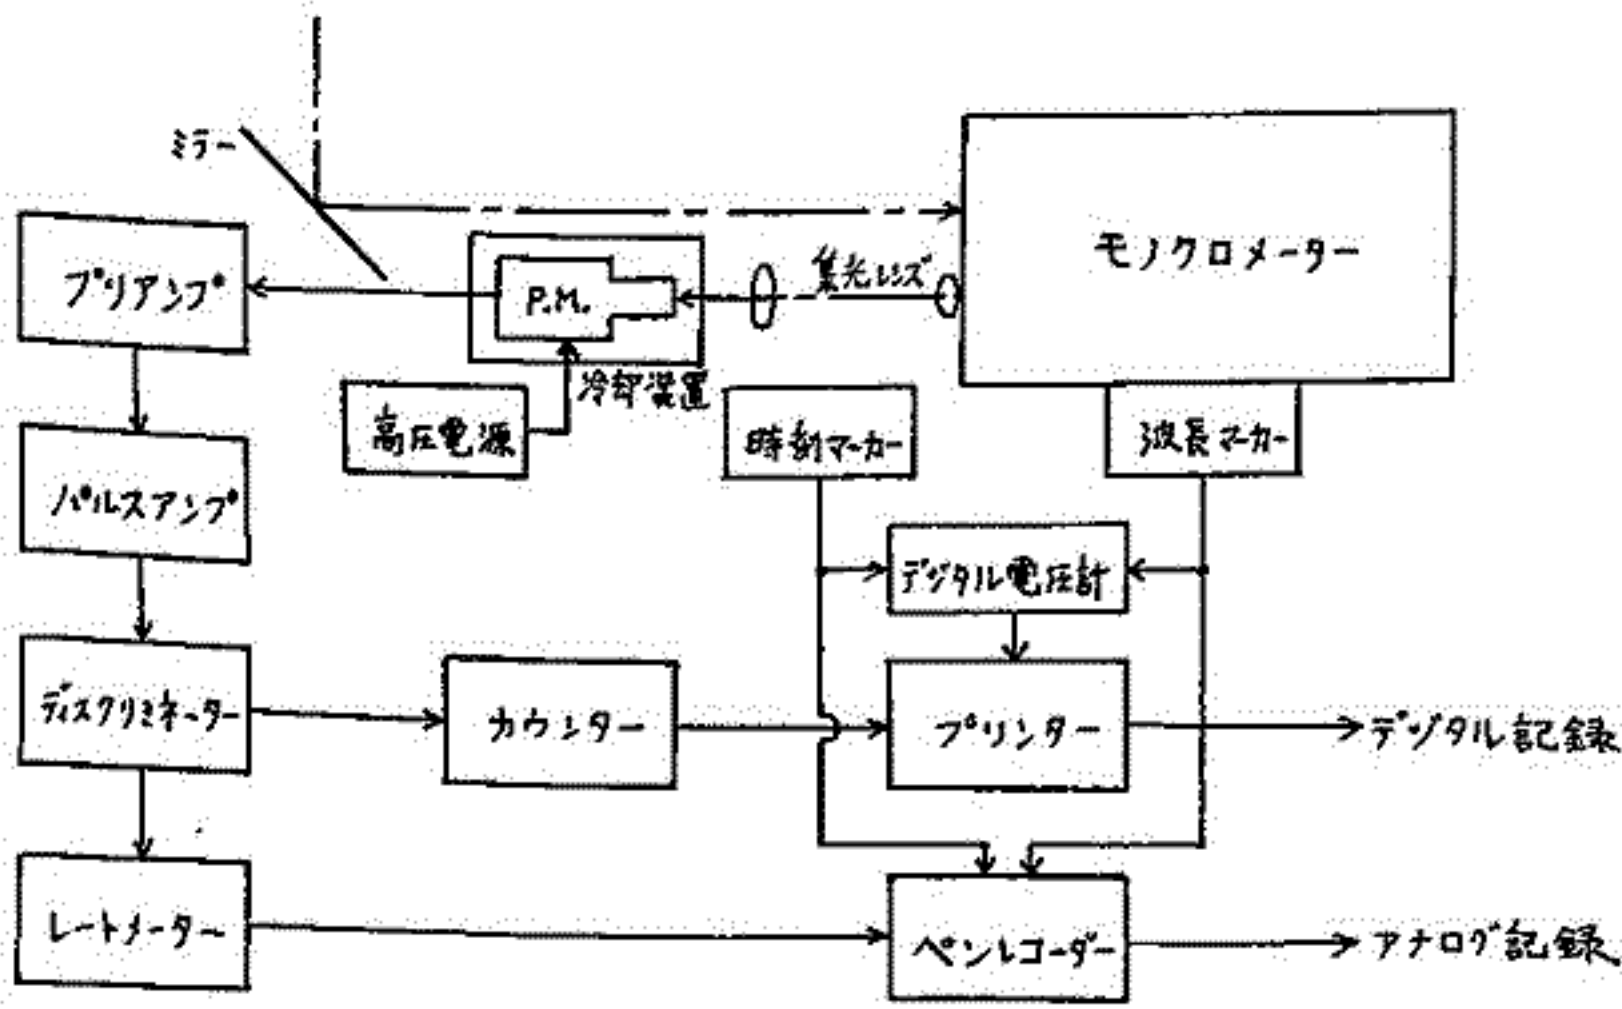 ミラー
モノクロメーター
集光レンズ
プリアンプ
P.M.
冷却装置
高圧電源
時刻マーカー
波長マーカー
パルスアンプ
デジタル電圧計
ディスクリミネーター
カウンター
プリンター
デジタル記録
レートメーター
ペンレコーダー
アナログ記録